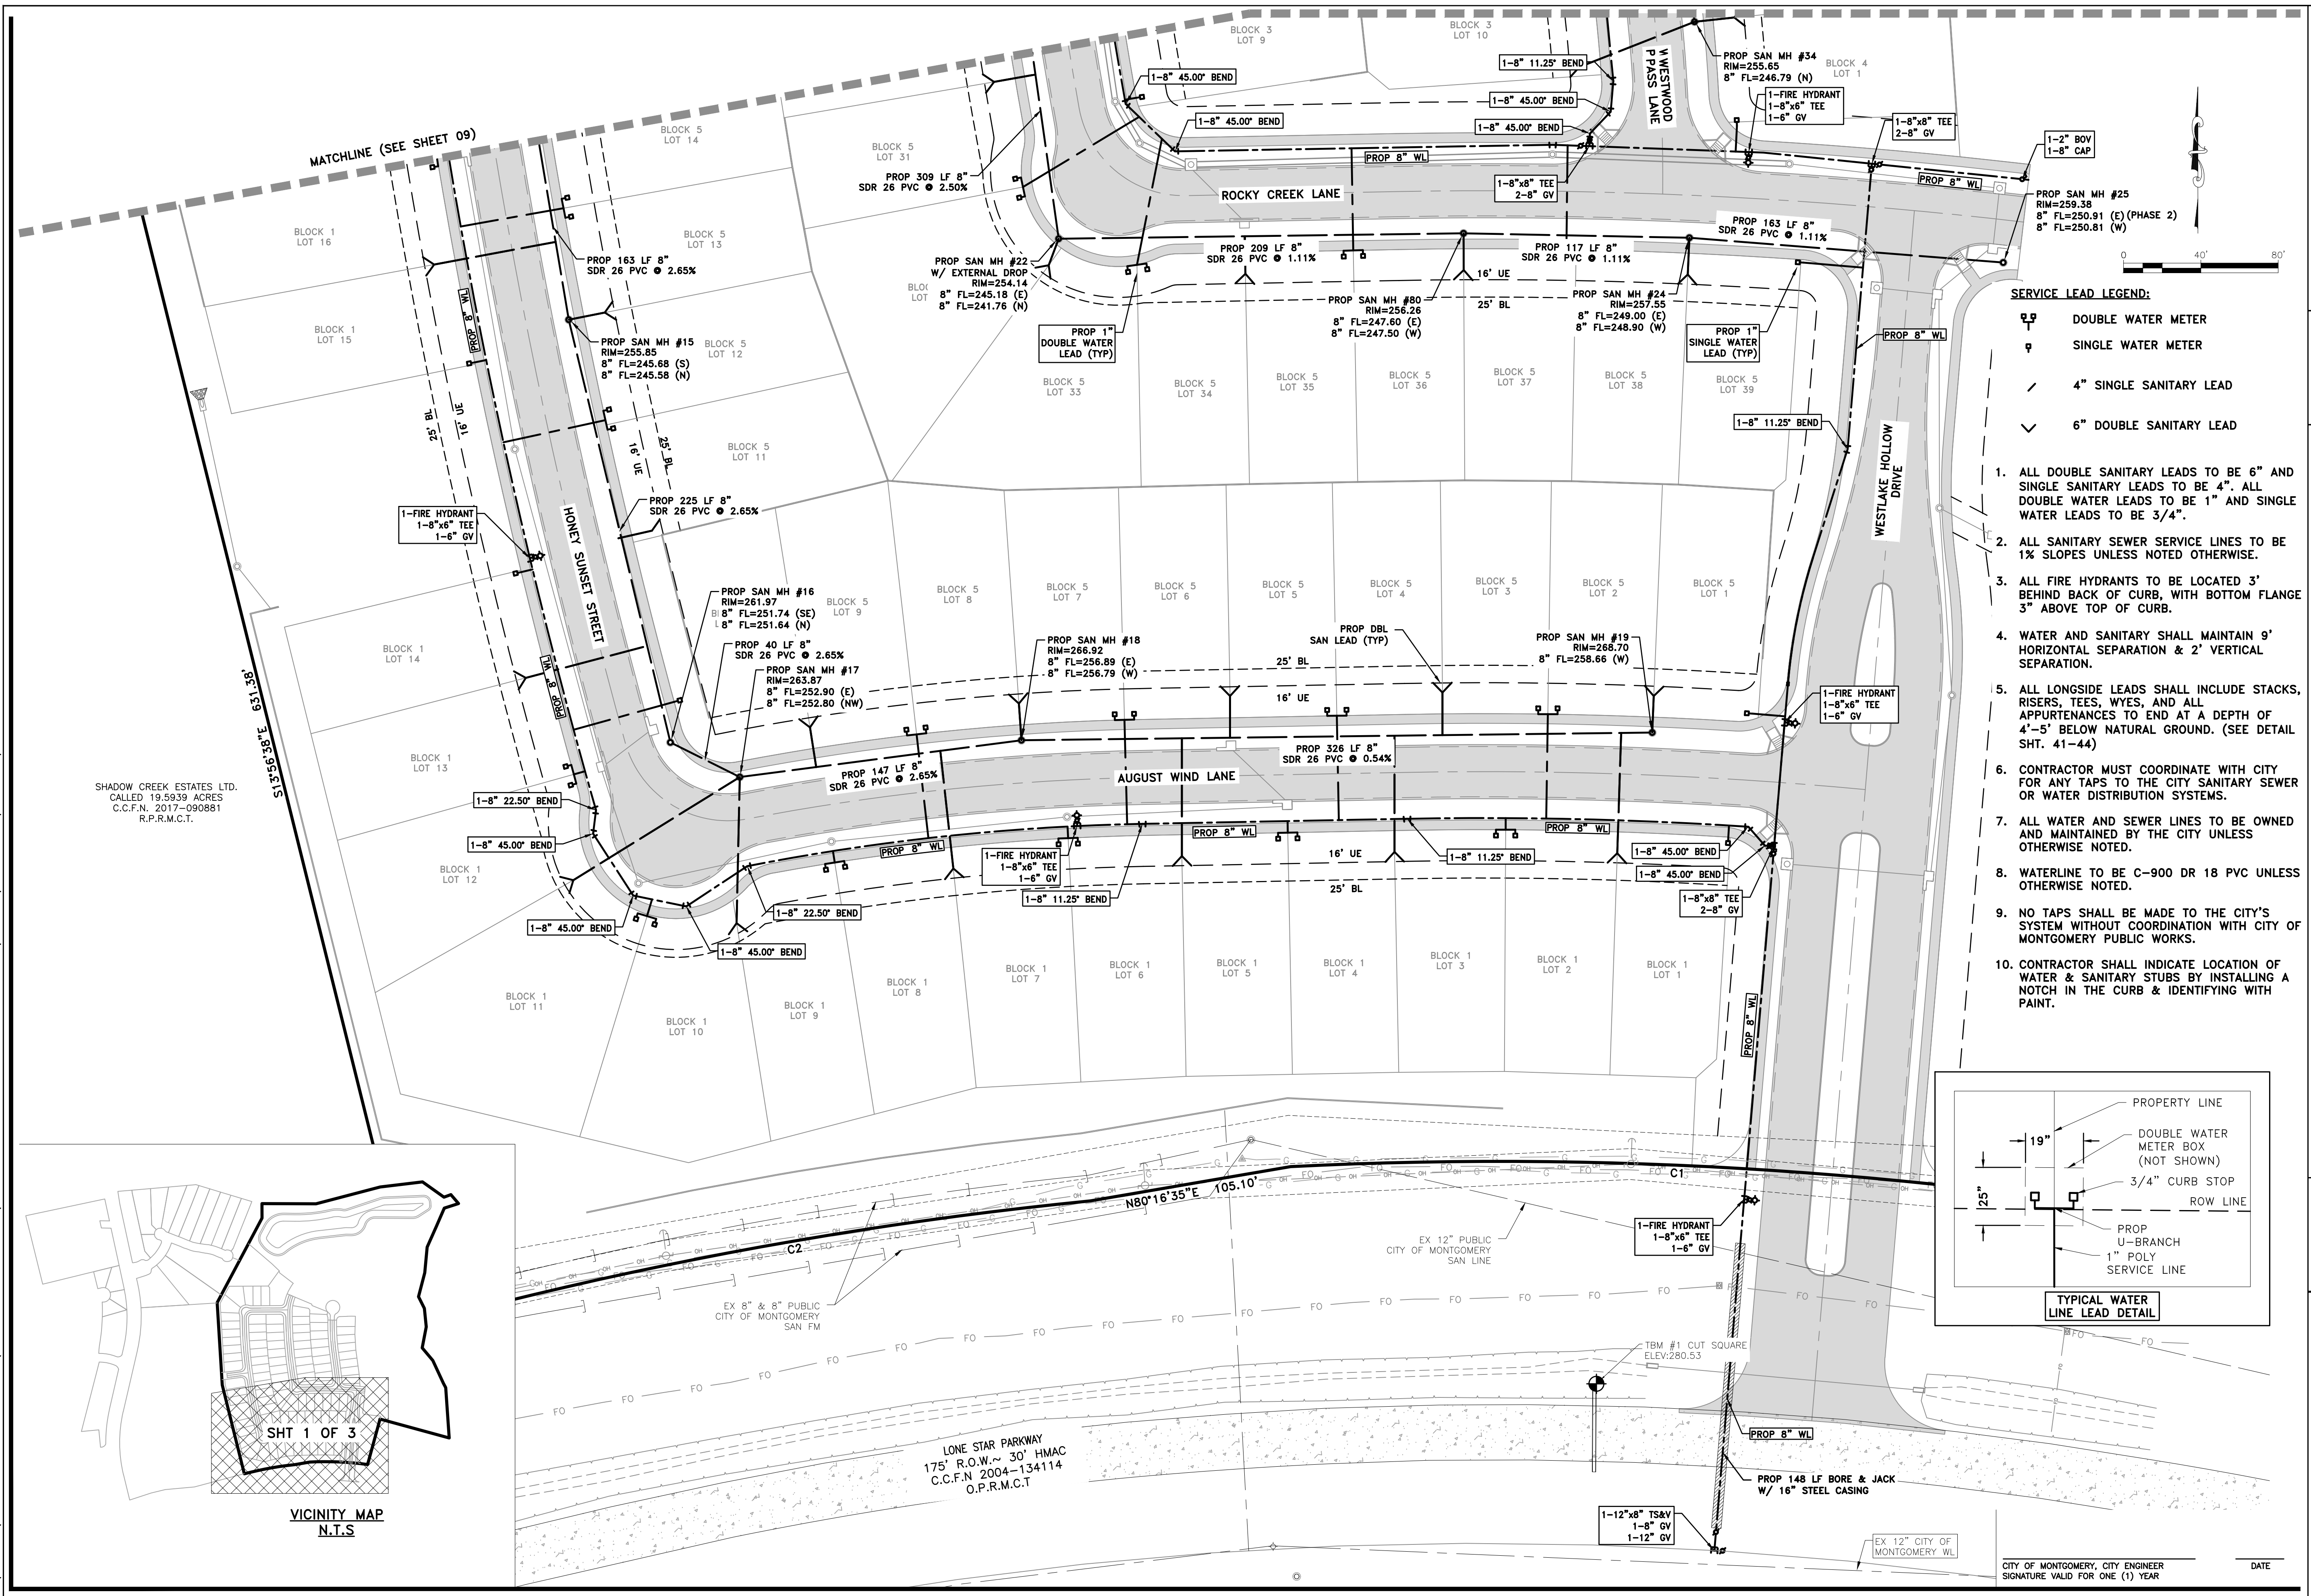 MATCHLINE (SEE SHEET 09)
BLOCK 3
LOT 9
BLOCK 3
LOT 10
WESTWOOD
PASS LANE
PROP SAN MH #34
RIM=255.65
8" FL=246.79 (N)
BLOCK 4
LOT 1
1-8" 11.25° BEND
1-8" 45.00° BEND
1-8" 45.00° BEND
1-8" 45.00° BEND
1-8" 45.00° BEND
1-FIRE HYDRANT
1-8"x6" TEE
1-6" GV
1-8"x8" TEE
2-8" GV
1-2" BOV
1-8" CAP
PROP 8" WL
PROP 8" WL
1-8"x8" TEE
2-8" GV
ROCKY CREEK LANE
PROP SAN MH #25
RIM=259.38
8" FL=250.91 (E)(PHASE 2)
8" FL=250.81 (W)
BLOCK 5
LOT 14
BLOCK 5
LOT 31
PROP 309 LF 8"
SDR 26 PVC @ 2.50%
BLOCK 1
LOT 16
BLOCK 5
LOT 13
PROP 163 LF 8"
SDR 26 PVC @ 2.65%
PROP SAN MH #22
W/ EXTERNAL DROP
RIM=254.14
8" FL=245.18 (E)
8" FL=241.76 (N)
PROP 209 LF 8"
SDR 26 PVC @ 1.11%
PROP 117 LF 8"
SDR 26 PVC @ 1.11%
PROP 163 LF 8"
SDR 26 PVC @ 1.11%
16' UE
25' BL
PROP SAN MH #80
RIM=256.26
8" FL=247.60 (E)
8" FL=247.50 (W)
PROP SAN MH #24
RIM=257.55
8" FL=249.00 (E)
8" FL=248.90 (W)
PROP 1"
DOUBLE WATER
LEAD (TYP)
PROP 1"
SINGLE WATER
LEAD (TYP)
PROP 8" WL
0 40' 80'
SERVICE LEAD LEGEND:
DOUBLE WATER METER
SINGLE WATER METER
4" SINGLE SANITARY LEAD
6" DOUBLE SANITARY LEAD
BLOCK 1
LOT 15
PROP 8" WL
PROP SAN MH #15
RIM=255.85
8" FL=245.68 (S)
8" FL=245.58 (N)
BLOCK 5
LOT 12
BLOCK 5
LOT 33
BLOCK 5
LOT 34
BLOCK 5
LOT 35
BLOCK 5
LOT 36
BLOCK 5
LOT 37
BLOCK 5
LOT 38
BLOCK 5
LOT 39
25' BL
16' UE
16' UE
25' BL
BLOCK 5
LOT 11
1-8" 11.25° BEND
WESTLAKE HOLLOW
DRIVE
1. ALL DOUBLE SANITARY LEADS TO BE 6" AND
SINGLE SANITARY LEADS TO BE 4". ALL
DOUBLE WATER LEADS TO BE 1" AND SINGLE
WATER LEADS TO BE 3/4".
2. ALL SANITARY SEWER SERVICE LINES TO BE
1% SLOPES UNLESS NOTED OTHERWISE.
3. ALL FIRE HYDRANTS TO BE LOCATED 3'
BEHIND BACK OF CURB, WITH BOTTOM FLANGE
3" ABOVE TOP OF CURB.
4. WATER AND SANITARY SHALL MAINTAIN 9'
HORIZONTAL SEPARATION & 2' VERTICAL
SEPARATION.
5. ALL LONGSIDE LEADS SHALL INCLUDE STACKS,
RISERS, TEES, WYES, AND ALL
APPURTENANCES TO END AT A DEPTH OF
4'-5' BELOW NATURAL GROUND. (SEE DETAIL
SHT. 41-44)
6. CONTRACTOR MUST COORDINATE WITH CITY
FOR ANY TAPS TO THE CITY SANITARY SEWER
OR WATER DISTRIBUTION SYSTEMS.
7. ALL WATER AND SEWER LINES TO BE OWNED
AND MAINTAINED BY THE CITY UNLESS
OTHERWISE NOTED.
8. WATERLINE TO BE C-900 DR 18 PVC UNLESS
OTHERWISE NOTED.
9. NO TAPS SHALL BE MADE TO THE CITY'S
SYSTEM WITHOUT COORDINATION WITH CITY OF
MONTGOMERY PUBLIC WORKS.
10. CONTRACTOR SHALL INDICATE LOCATION OF
WATER & SANITARY STUBS BY INSTALLING A
NOTCH IN THE CURB & IDENTIFYING WITH
PAINT.
1-FIRE HYDRANT
1-8"x6" TEE
1-6" GV
HONEY SUNSET STREET
PROP 225 LF 8"
SDR 26 PVC @ 2.65%
PROP SAN MH #16
RIM=261.97
8" FL=251.74 (SE)
8" FL=251.64 (N)
PROP 40 LF 8"
SDR 26 PVC @ 2.65%
PROP SAN MH #17
RIM=263.87
8" FL=252.90 (E)
8" FL=252.80 (NW)
BLOCK 5
LOT 9
BLOCK 5
LOT 8
BLOCK 5
LOT 7
BLOCK 5
LOT 6
BLOCK 5
LOT 5
BLOCK 5
LOT 4
BLOCK 5
LOT 3
BLOCK 5
LOT 2
BLOCK 5
LOT 1
PROP SAN MH #18
RIM=266.92
8" FL=256.89 (E)
8" FL=256.79 (W)
PROP DBL
SAN LEAD (TYP)
PROP SAN MH #19
RIM=268.70
8" FL=258.66 (W)
25' BL
16' UE
1-FIRE HYDRANT
1-8"x6" TEE
1-6" GV
BLOCK 1
LOT 14
PROP 8" WL
BLOCK 1
LOT 13
S13°56'38"E 631.38'
SHADOW CREEK ESTATES LTD.
CALLED 19.5939 ACRES
C.C.F.N. 2017-090881
R.P.R.M.C.T.
PROP 147 LF 8"
SDR 26 PVC @ 2.65%
PROP 326 LF 8"
SDR 26 PVC @ 0.54%
AUGUST WIND LANE
1-8" 22.50° BEND
1-8" 45.00° BEND
BLOCK 1
LOT 12
PROP 8" WL
PROP 8" WL
PROP 8" WL
1-FIRE HYDRANT
1-8"x6" TEE
1-6" GV
16' UE
25' BL
1-8" 11.25° BEND
1-8" 11.25° BEND
1-8" 45.00° BEND
1-8" 45.00° BEND
1-8"x8" TEE
2-8" GV
1-8" 22.50° BEND
1-8" 45.00° BEND
1-8" 45.00° BEND
BLOCK 1
LOT 11
BLOCK 1
LOT 10
BLOCK 1
LOT 9
BLOCK 1
LOT 8
BLOCK 1
LOT 7
BLOCK 1
LOT 6
BLOCK 1
LOT 5
BLOCK 1
LOT 4
BLOCK 1
LOT 3
BLOCK 1
LOT 2
BLOCK 1
LOT 1
PROP 8" WL
N80°16'35"E 105.10'
C1
C2
EX 8" & 8" PUBLIC
CITY OF MONTGOMERY
SAN FM
EX 12" PUBLIC
CITY OF MONTGOMERY
SAN LINE
1-FIRE HYDRANT
1-8"x6" TEE
1-6" GV
PROPERTY LINE
19"
DOUBLE WATER
METER BOX
(NOT SHOWN)
3/4" CURB STOP
25"
ROW LINE
PROP
U-BRANCH
1" POLY
SERVICE LINE
TYPICAL WATER
LINE LEAD DETAIL
TBM #1 CUT SQUARE
ELEV:280.53
LONE STAR PARKWAY
175' R.O.W.~ 30' HMAC
C.C.F.N 2004-134114
O.P.R.M.C.T
PROP 8" WL
PROP 148 LF BORE & JACK
W/ 16" STEEL CASING
1-12"x8" TS&V
1-8" GV
1-12" GV
EX 12" CITY OF
MONTGOMERY WL
SHT 1 OF 3
VICINITY MAP
N.T.S
CITY OF MONTGOMERY, CITY ENGINEER
SIGNATURE VALID FOR ONE (1) YEAR
DATE